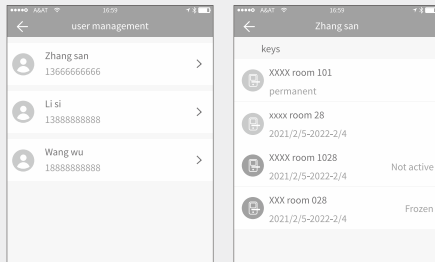 A&AT 16:59
user management
Zhang san
13666666666
Li si
13888888888
Wang wu
18888888888
A&AT 16:59
Zhang san
keys
XXXX room 101
permanent
xxxx room 28
2021/2/5-2022-2/4
XXXX room 1028
2021/2/5-2022-2/4
Not active
XXX room 028
2021/2/5-2022-2/4
Frozen